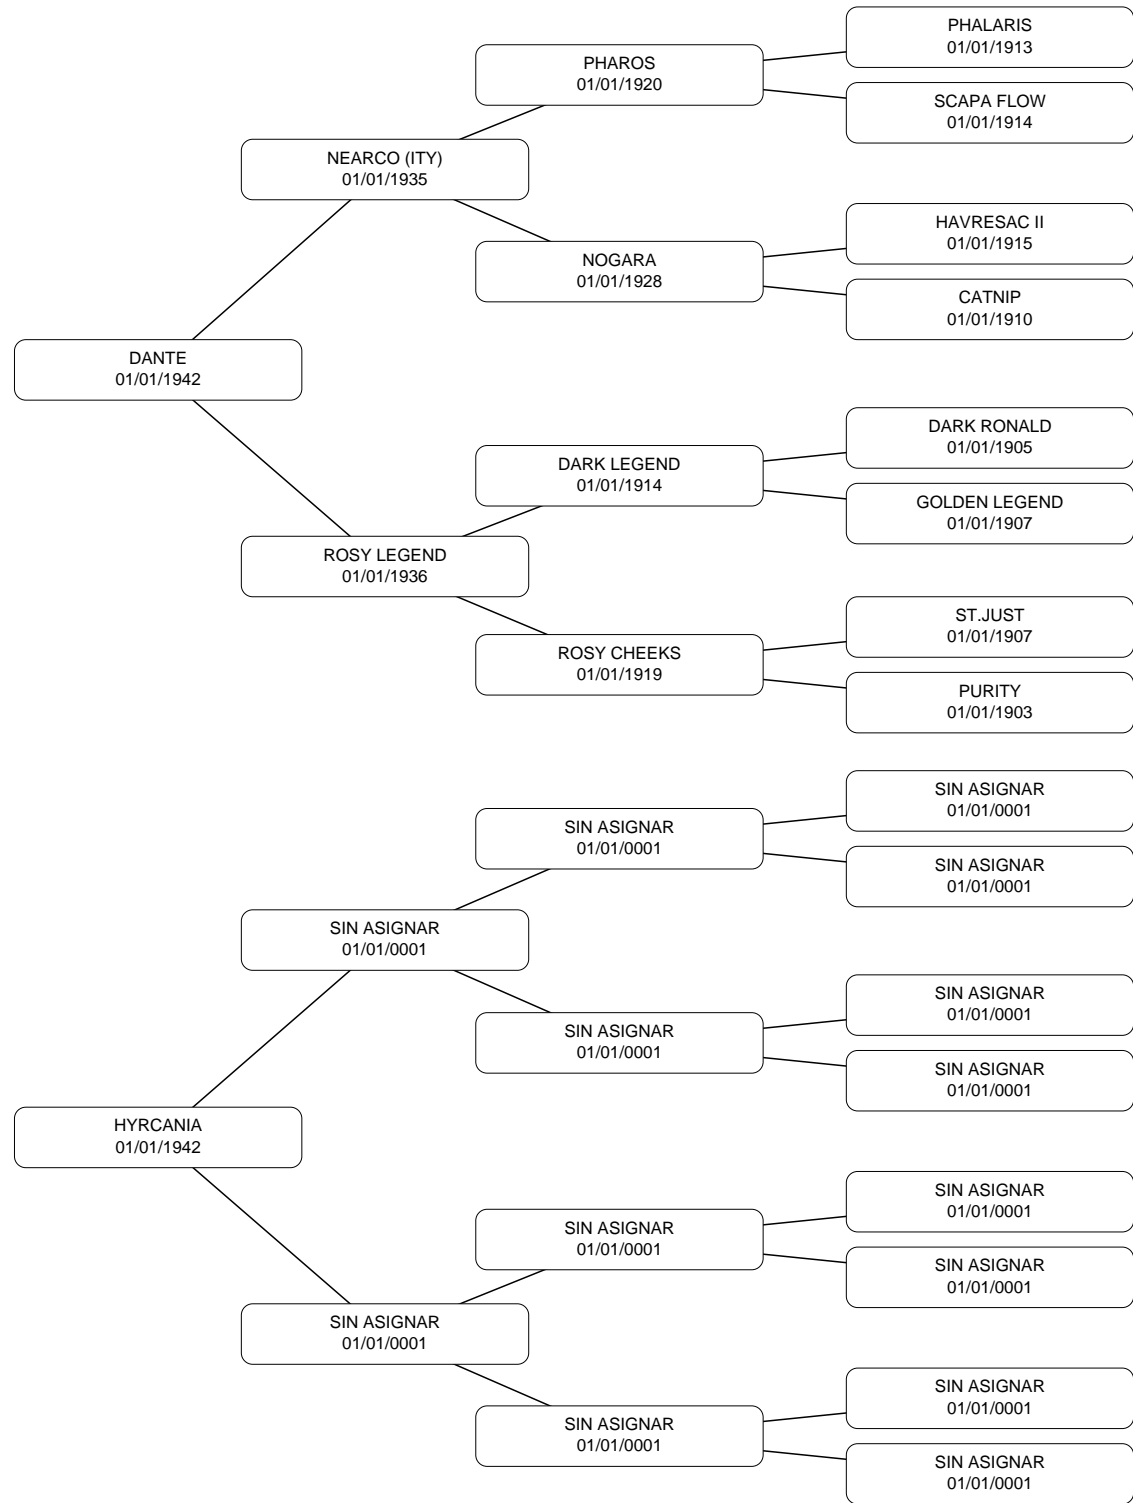 PHALARIS
01/01/1913
PHAROS
01/01/1920
SCAPA FLOW
01/01/1914
NEARCO (ITY)
01/01/1935
HAVRESAC II
01/01/1915
NOGARA
01/01/1928
CATNIP
01/01/1910
DANTE
01/01/1942
DARK RONALD
01/01/1905
DARK LEGEND
01/01/1914
GOLDEN LEGEND
01/01/1907
ROSY LEGEND
01/01/1936
ST.JUST
01/01/1907
ROSY CHEEKS
01/01/1919
PURITY
01/01/1903
SIN ASIGNAR
01/01/0001
SIN ASIGNAR
01/01/0001
SIN ASIGNAR
01/01/0001
SIN ASIGNAR
01/01/0001
SIN ASIGNAR
01/01/0001
SIN ASIGNAR
01/01/0001
SIN ASIGNAR
01/01/0001
HYRCANIA
01/01/1942
SIN ASIGNAR
01/01/0001
SIN ASIGNAR
01/01/0001
SIN ASIGNAR
01/01/0001
SIN ASIGNAR
01/01/0001
SIN ASIGNAR
01/01/0001
SIN ASIGNAR
01/01/0001
SIN ASIGNAR
01/01/0001